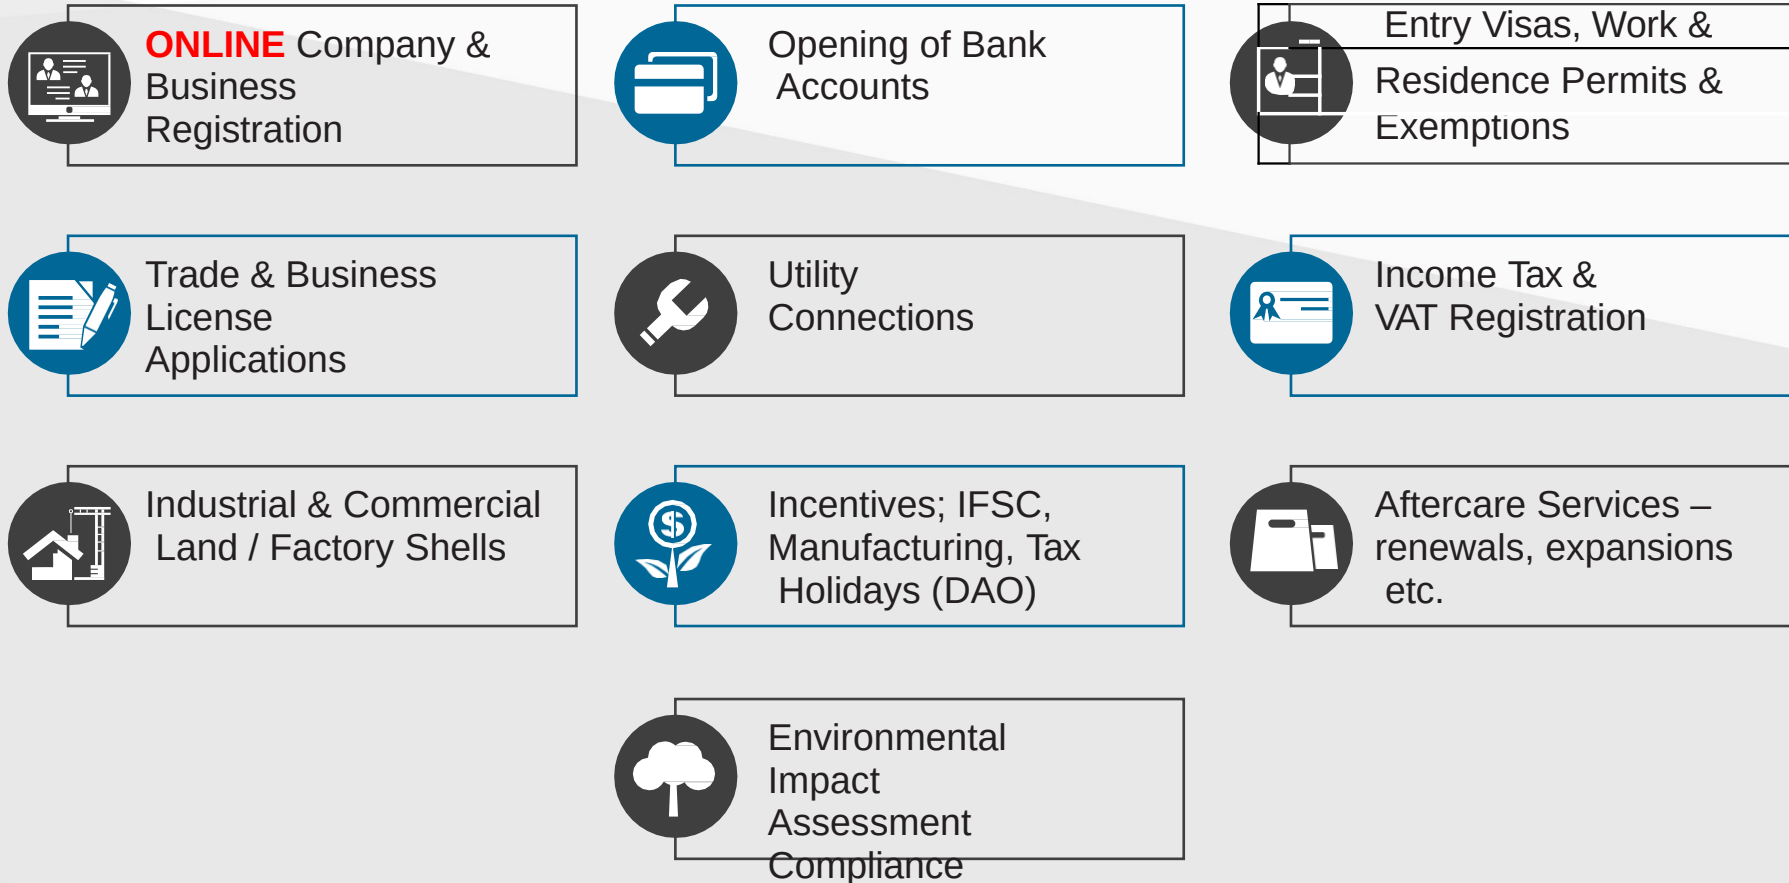 ONLINE Company &
Business
Registration
Opening of Bank
Accounts
Entry Visas, Work &
Residence Permits &
Exemptions
Trade & Business
License
Applications
Utility
Connections
Income Tax &
VAT Registration
Industrial & Commercial
Land / Factory Shells
$
Incentives; IFSC,
Manufacturing, Tax
Holidays (DAO)
Aftercare Services –
renewals, expansions
etc.
Environmental
Impact
Assessment
Compliance